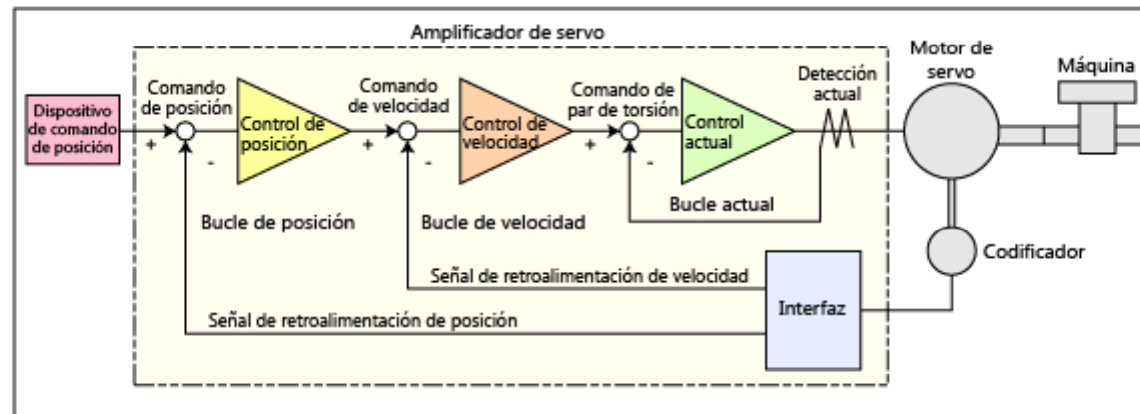 Amplificador de servo
Motor de
servo
Máquina
Detección
actual
Comando
de posición
Comando
de velocidad
Comando de
par de torsión
Dispositivo
de comando
de posición
Control de
posición
Control de
velocidad
Control
actual
+
-
+
-
+
-
Bucle de posición
Bucle de velocidad
Bucle actual
Codificador
Señal de retroalimentación de velocidad
Interfaz
Señal de retroalimentación de posición